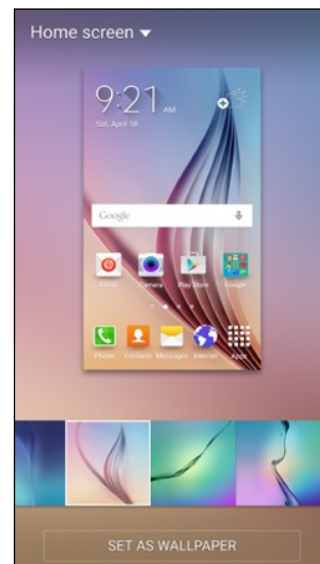 Home screen
9:21 AM
Sat, April 18
Google
Email Camera Play Store Google
Phone Contacts Messages Internet Apps
SET AS WALLPAPER